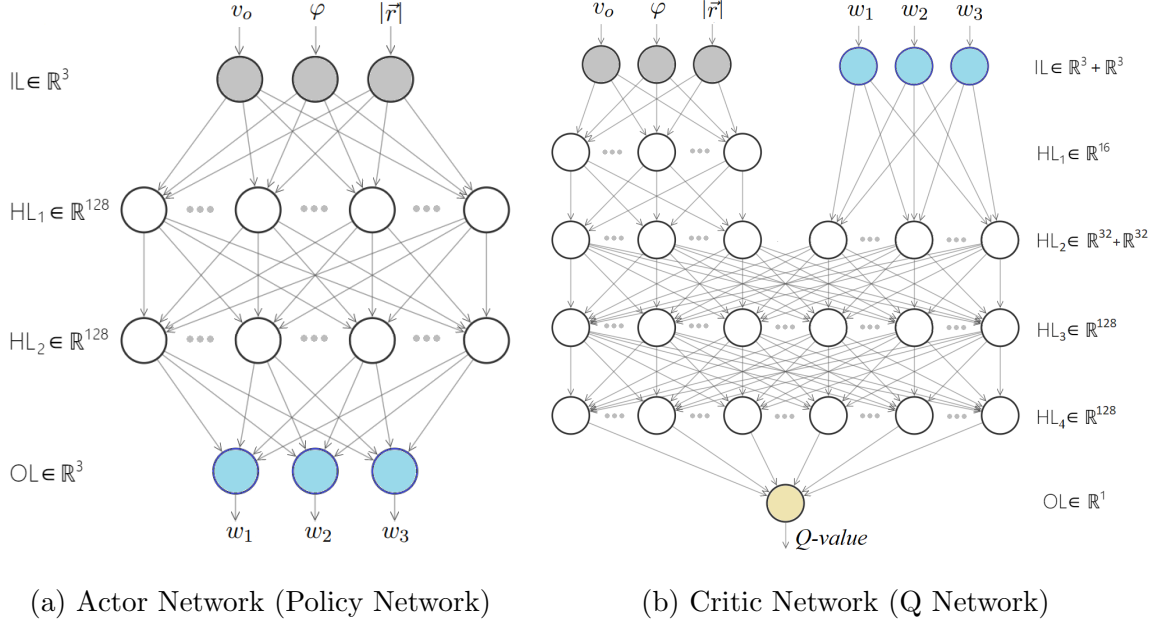 v_o φ |r⃗|
IL ∈ ℝ³
HL₁ ∈ ℝ¹²⁸
HL₂ ∈ ℝ¹²⁸
OL ∈ ℝ³
w₁ w₂ w₃
(a) Actor Network (Policy Network)
v_o φ |r⃗| w₁ w₂ w₃
IL ∈ ℝ³ + ℝ³
HL₁ ∈ ℝ¹⁶
HL₂ ∈ ℝ³² + ℝ³²
HL₃ ∈ ℝ¹²⁸
HL₄ ∈ ℝ¹²⁸
OL ∈ ℝ¹
Q-value
(b) Critic Network (Q Network)